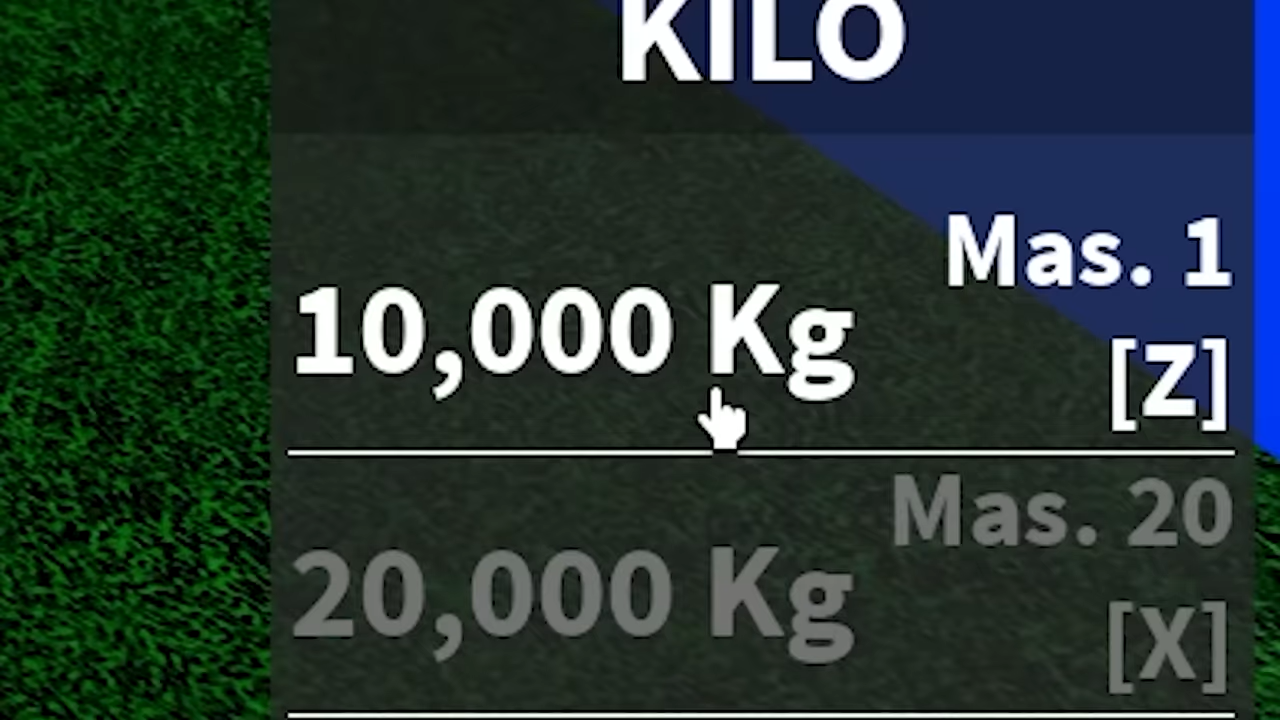 KILO
Mas. 1
10,000 Kg
[Z]
Mas. 20
20,000 Kg
[X]